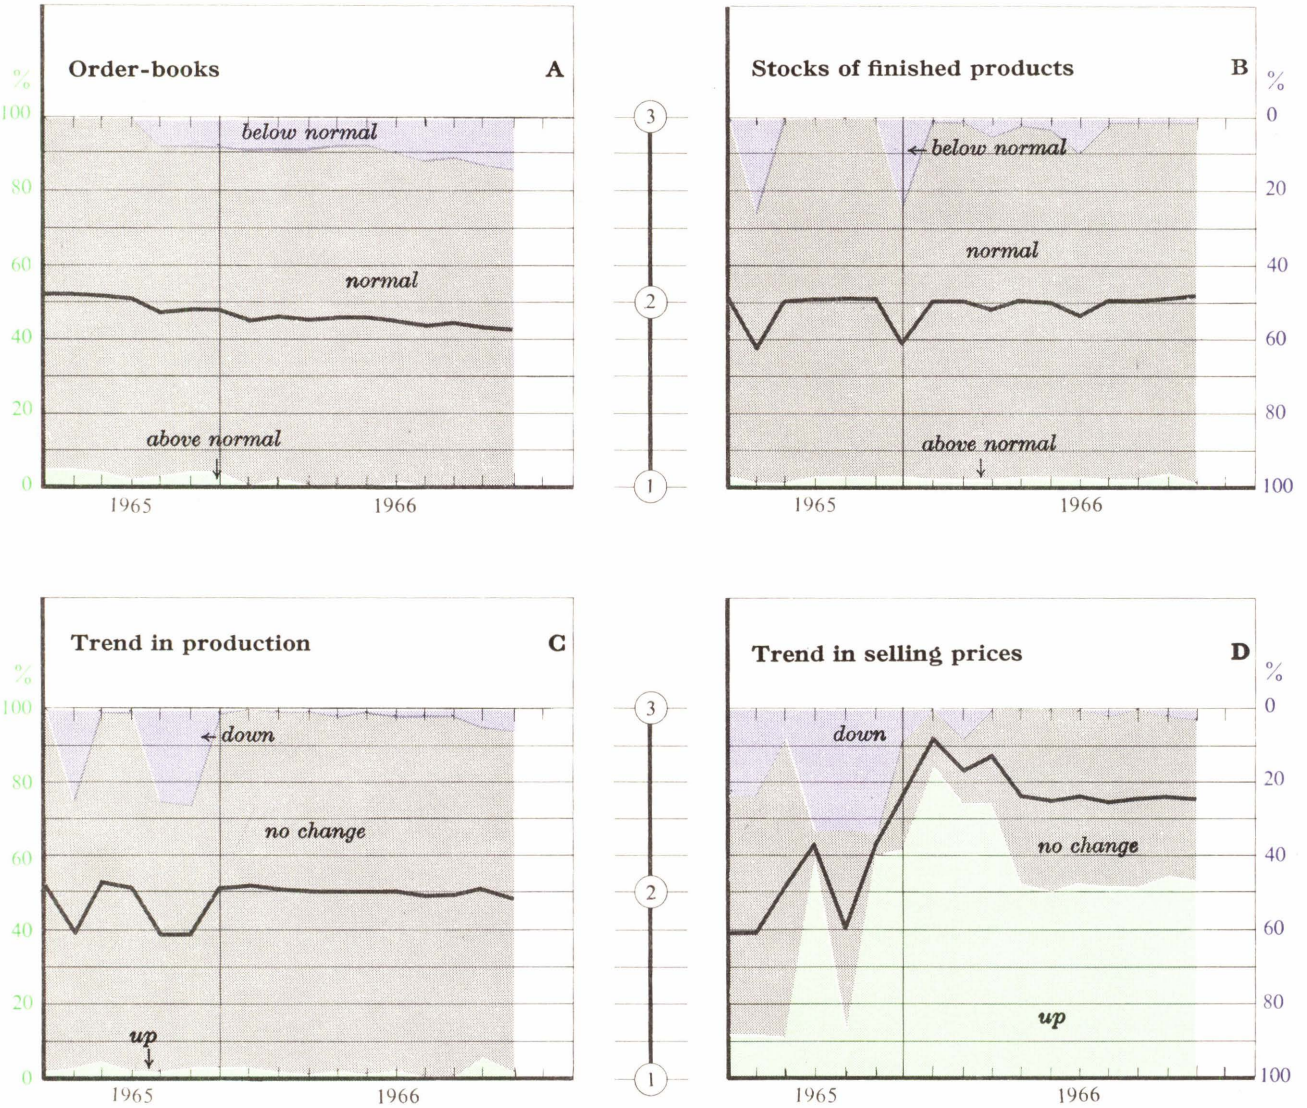 Order-books A
%
100
80
60
40
20
0
below normal
normal
above normal
1965 1966
3
2
1
Stocks of finished products B
%
0
20
40
60
80
100
below normal
normal
above normal
1965 1966
Trend in production C
%
100
80
60
40
20
0
down
no change
up
1965 1966
3
2
1
Trend in selling prices D
%
0
20
40
60
80
100
down
no change
up
1965 1966